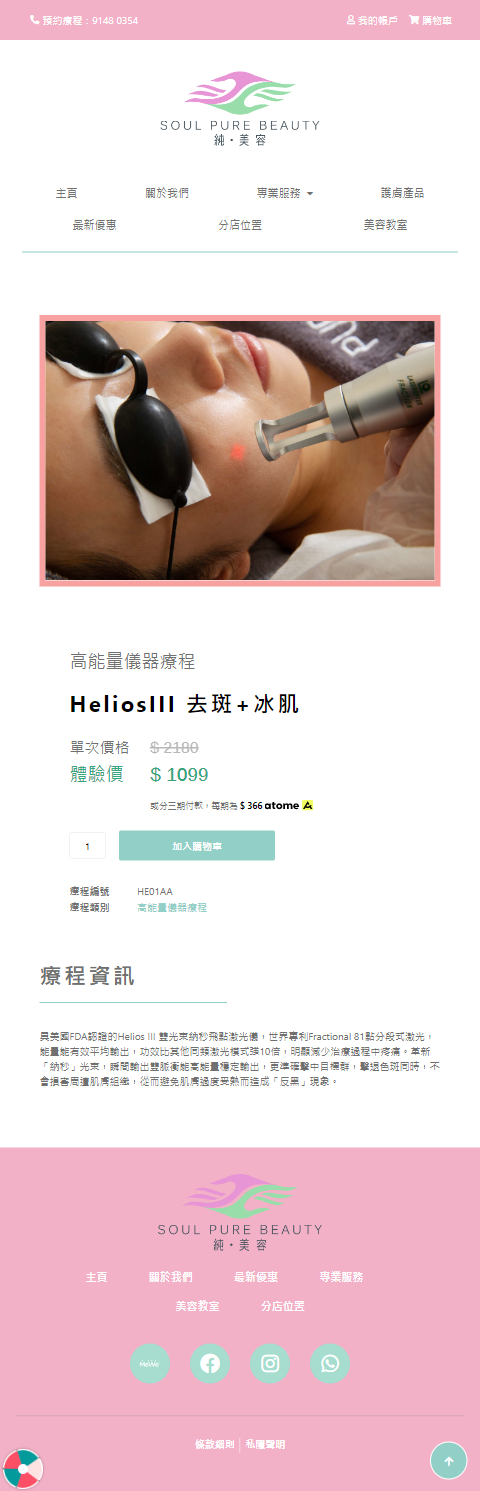 預約療程：9148 0354
我的帳戶 購物車
SOUL PURE BEAUTY
純・美 容
主頁 關於我們 專業服務 護膚產品
最新優惠 分店位置 美容教室
高能量儀器療程
HeliosIII 去斑+冰肌
單次價格 $ 2180
體驗價 $ 1099
或分三期付款，每期為 $ 366 atome
1 加入購物車
療程編號 HE01AA
療程類別 高能量儀器療程
療程資訊
具美國FDA認證的Helios III 雙光束納秒飛點激光儀，世界專利Fractional 81點分段式激光，
能量能有效平均輸出，功效比其他同類激光模式強10倍，明顯減少治療過程中疼痛。革新
「納秒」光束，瞬間輸出雙脈衝能高能量穩定輸出，更準確擊中目標群，擊退色斑同時，不
會損害周遭肌膚組織，從而避免肌膚過度受熱而造成「反黑」現象。
SOUL PURE BEAUTY
純・美 容
主頁 關於我們 最新優惠 專業服務
美容教室 分店位置
MeWe
條款細則 私隱聲明